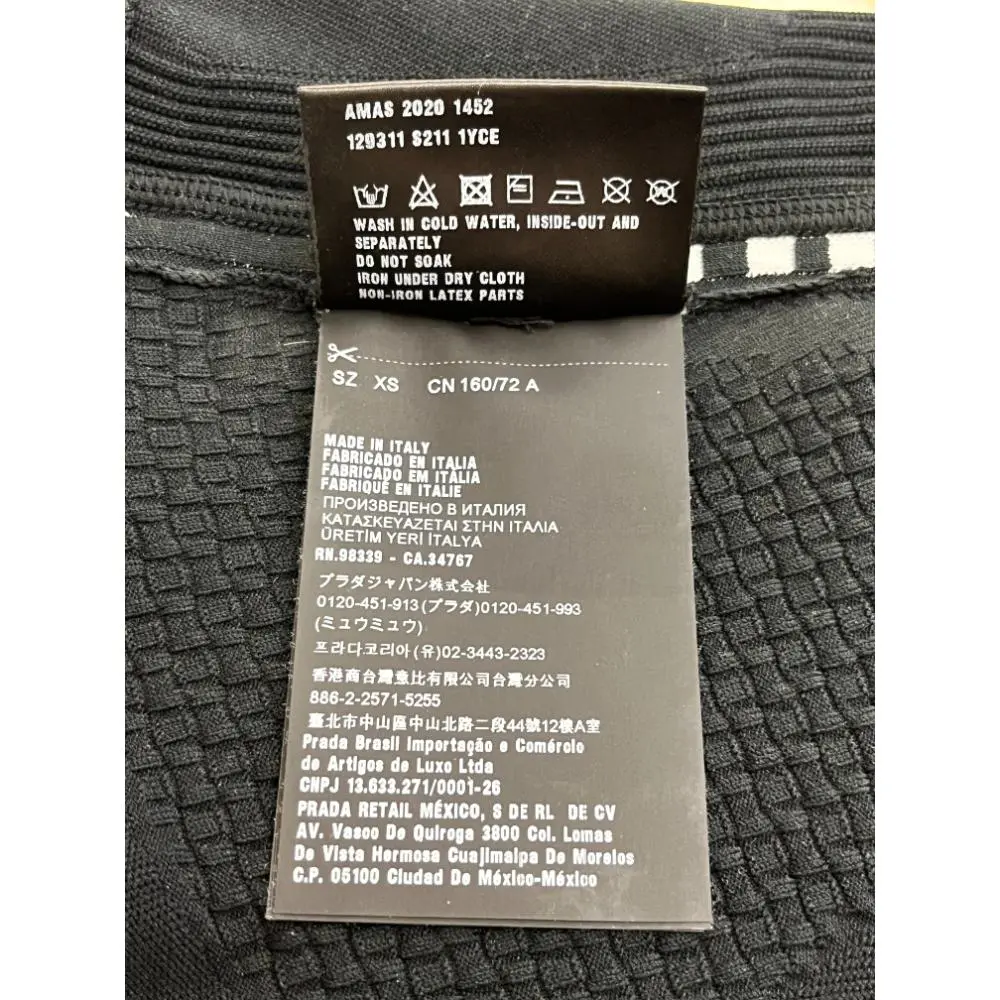 AMAS 2020 1452
129311 S211 1YCE
WASH IN COLD WATER, INSIDE-OUT AND
SEPARATELY
DO NOT SOAK
IRON UNDER DRY CLOTH
NON-IRON LATEX PARTS
SZ XS CN 160/72 A
MADE IN ITALY
FABRICADO EN ITALIA
FABRICADO EM ITALIA
FABRIQUÉ EN ITALIE
ПРОИЗВЕДЕНО В ИТАЛИЯ
ΚΑΤΑΣΚΕΥΑΖΕΤΑΙ ΣΤΗΝ ΙΤΑΛΙΑ
ÜRETİM YERİ İTALYA
RN.98339 - CA.34767
プラダジャパン株式会社
0120-451-913(プラダ)0120-451-993
(ミュウミュウ)
프라다코리아(유)02-3443-2323
香港商台灣意比有限公司台灣分公司
886-2-2571-5255
臺北市中山區中山北路二段44號12樓A室
Prada Brasil Importação e Comércio
de Artigos de Luxo Ltda
CNPJ 13.633.271/0001-26
PRADA RETAIL MÉXICO, S DE RL DE CV
AV. Vasco De Quiroga 3800 Col. Lomas
De Vista Hermosa Cuajimalpa De Morelos
C.P. 05100 Ciudad De México-México